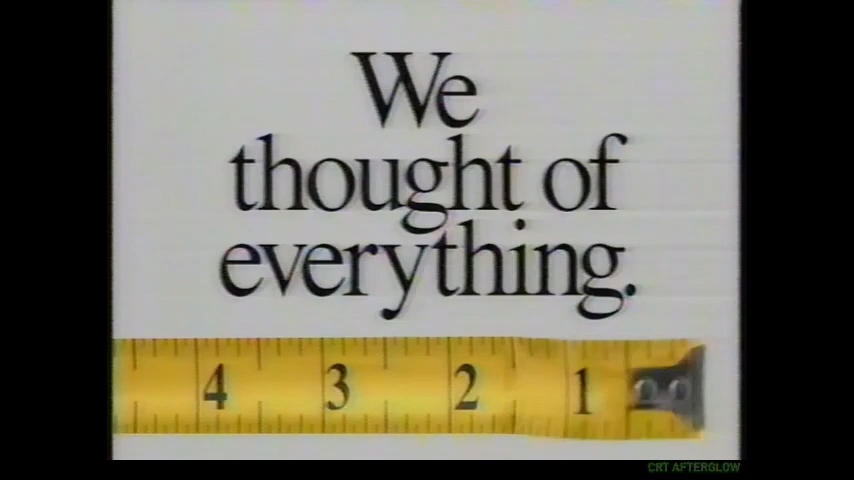 We
thought of
everything.
4 3 2 1
CRT AFTERGLOW